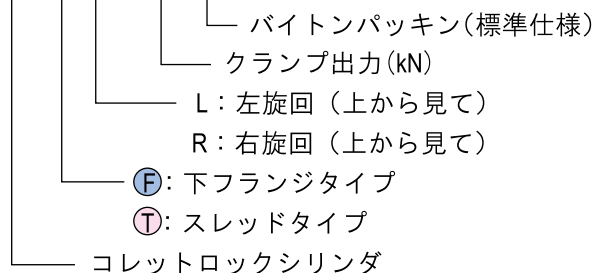 バイトンパッキン(標準仕様)
クランプ出力(kN)
L：左旋回（上から見て）
R：右旋回（上から見て）
Ⓕ：下フランジタイプ
Ⓣ：スレッドタイプ
コレットロックシリンダ